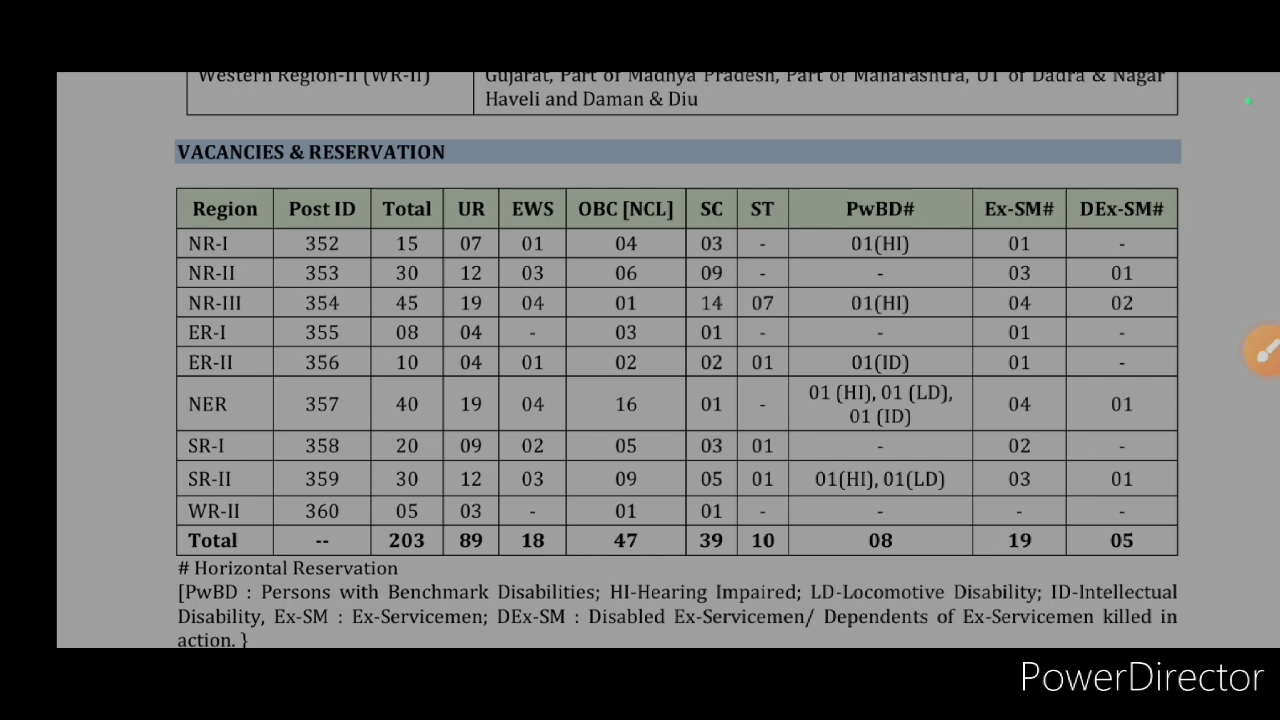 Western Region-II (WR-II) Gujarat, Part of Madhya Pradesh, Part of Maharashtra, UT of Dadra & Nagar
Haveli and Daman & Diu
VACANCIES & RESERVATION
Region Post ID Total UR EWS OBC [NCL] SC ST PwBD# Ex-SM# DEx-SM#
NR-I 352 15 07 01 04 03 - 01(HI) 01 -
NR-II 353 30 12 03 06 09 - - 03 01
NR-III 354 45 19 04 01 14 07 01(HI) 04 02
ER-I 355 08 04 - 03 01 - - 01 -
ER-II 356 10 04 01 02 02 01 01(ID) 01 -
NER 357 40 19 04 16 01 - 01 (HI), 01 (LD), 04 01
01 (ID)
SR-I 358 20 09 02 05 03 01 - 02 -
SR-II 359 30 12 03 09 05 01 01(HI), 01(LD) 03 01
WR-II 360 05 03 - 01 01 - - - -
Total -- 203 89 18 47 39 10 08 19 05
# Horizontal Reservation
[PwBD : Persons with Benchmark Disabilities; HI-Hearing Impaired; LD-Locomotive Disability; ID-Intellectual
Disability, Ex-SM : Ex-Servicemen; DEx-SM : Disabled Ex-Servicemen/ Dependents of Ex-Servicemen killed in
action. }
PowerDirector